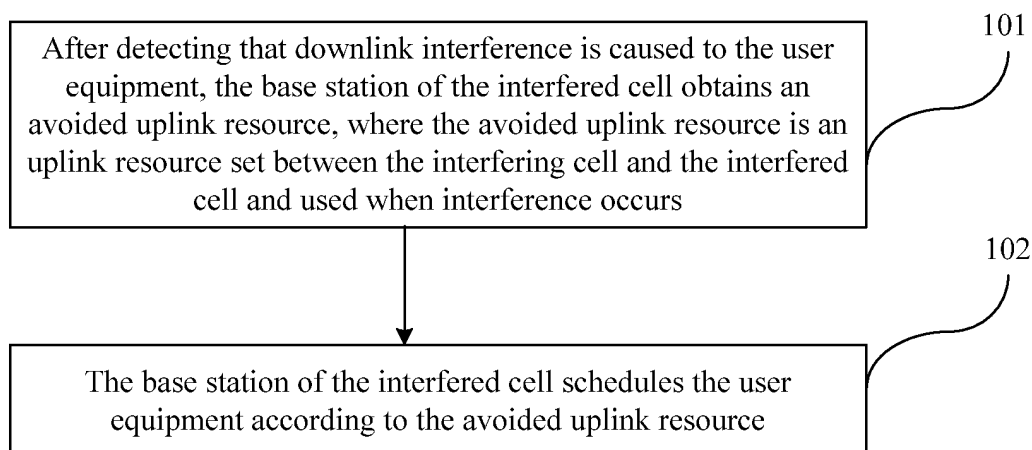 101
After detecting that downlink interference is caused to the user
equipment, the base station of the interfered cell obtains an
avoided uplink resource, where the avoided uplink resource is an
uplink resource set between the interfering cell and the interfered
cell and used when interference occurs
102
The base station of the interfered cell schedules the user
equipment according to the avoided uplink resource